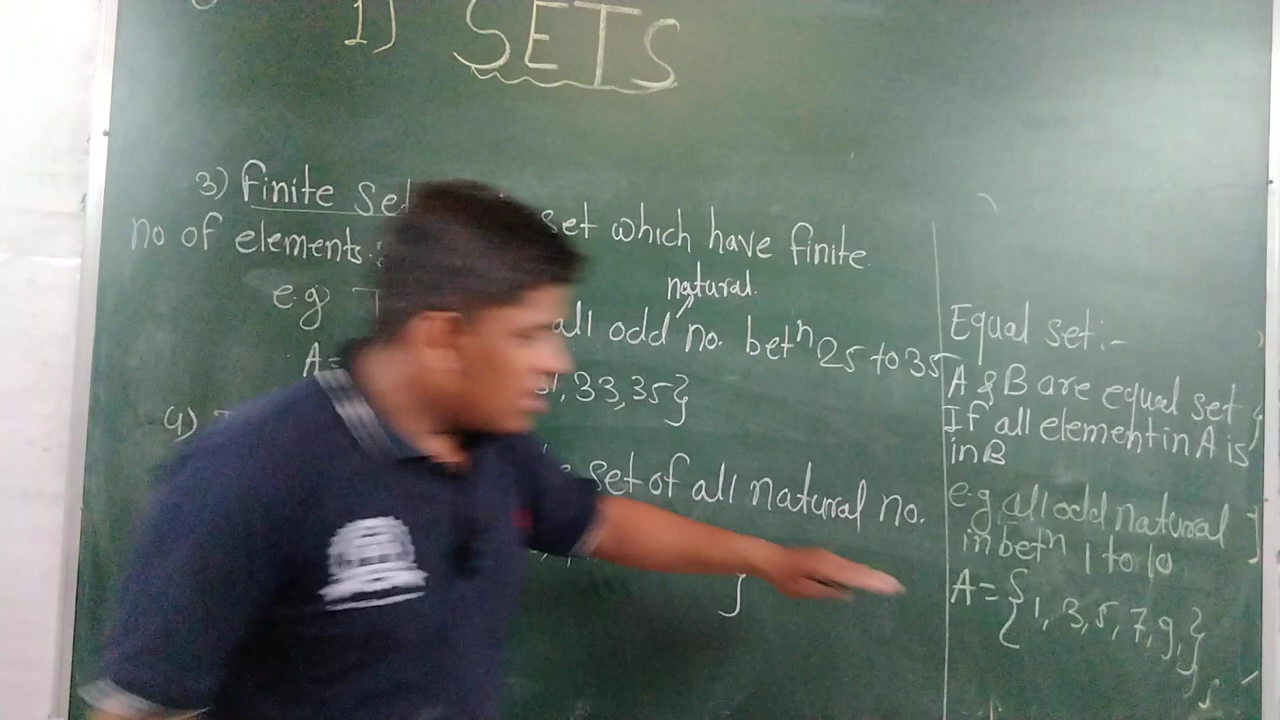 1) SETS
3) Finite Set set which have finite
no of elements.
e.g all odd natural no. betⁿ 25 to 35
A= 33,35}
4) set of all natural no.
}
Equal set:-
A & B are equal set
If all element in A is
in B
e.g. all odd natural
in betⁿ 1 to 10
A={1, 3, 5, 7, 9,}